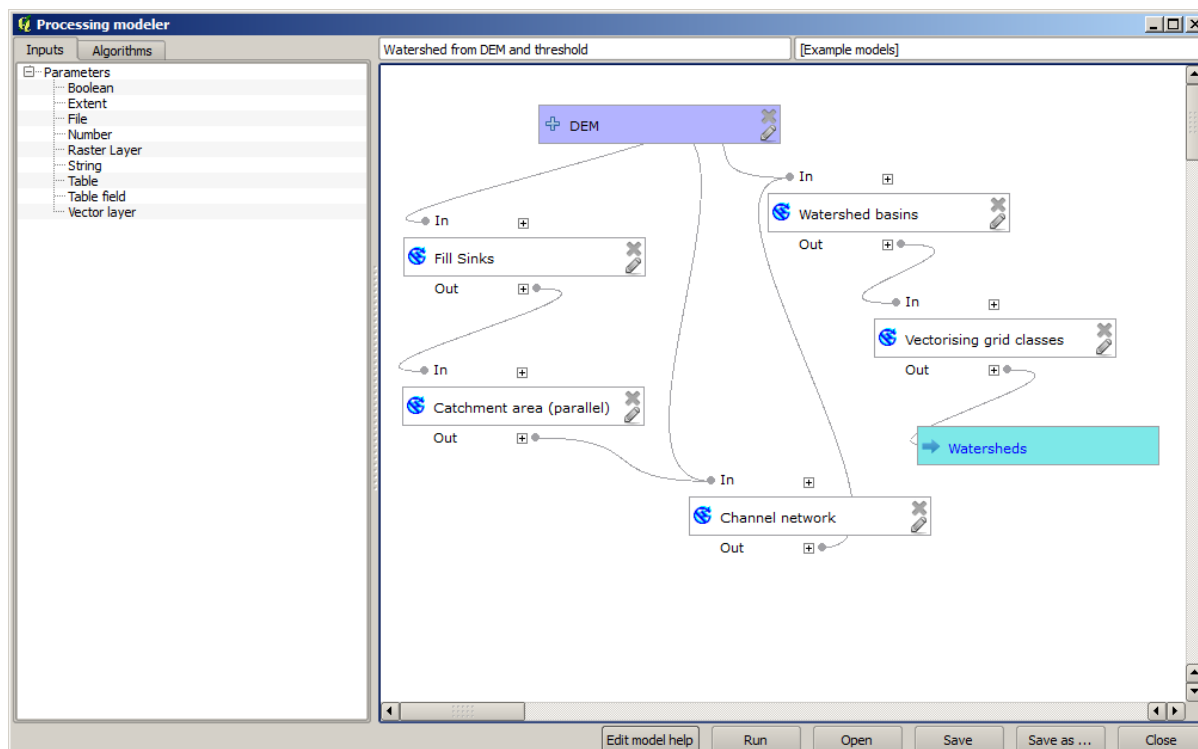 Processing modeler
Inputs
Algorithms
Watershed from DEM and threshold
[Example models]
Parameters
Boolean
Extent
File
Number
Raster Layer
String
Table
Table field
Vector layer
DEM
In
Watershed basins
Out
In
Fill Sinks
Out
In
Vectorising grid classes
Out
In
Catchment area (parallel)
Out
Watersheds
In
Channel network
Out
Edit model help
Run
Open
Save
Save as ...
Close